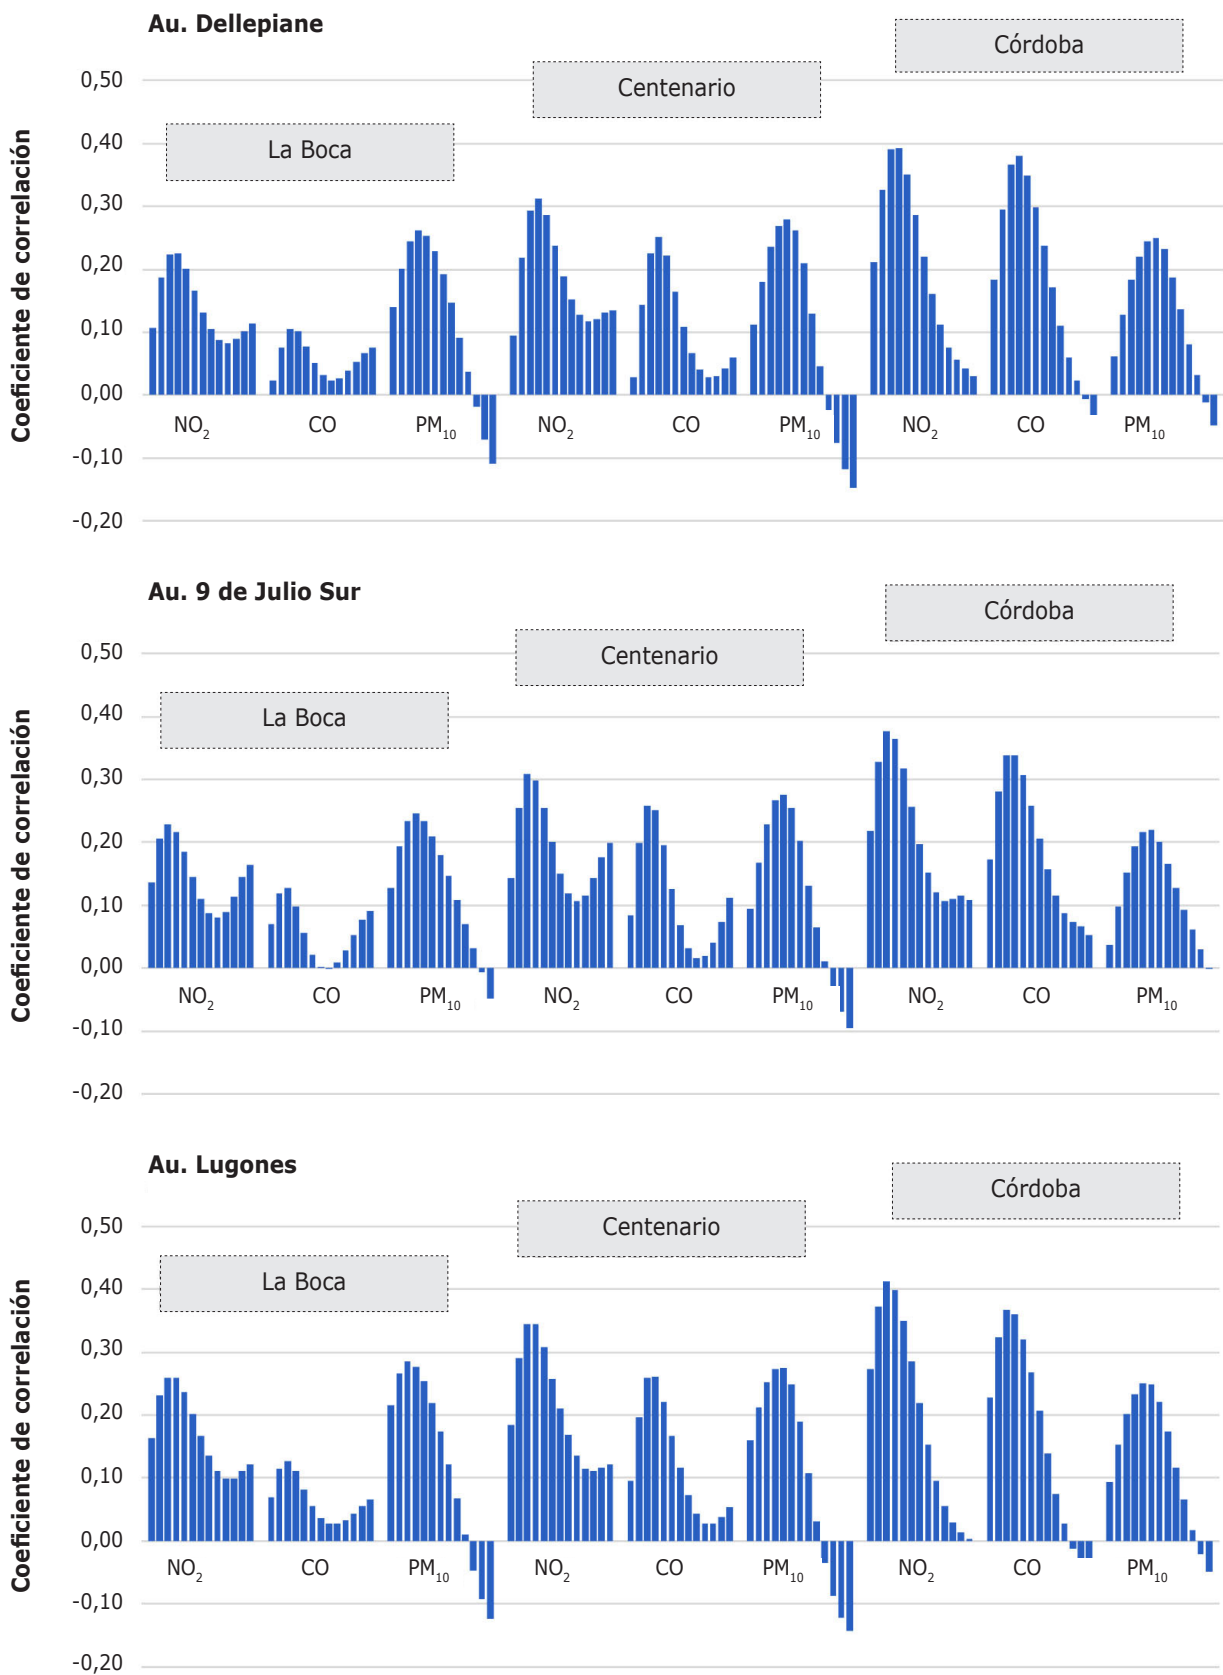 Au. Dellepiane
Córdoba
Centenario
La Boca
Coeficiente de correlación
0,50
0,40
0,30
0,20
0,10
0,00
-0,10
-0,20
NO₂ CO PM₁₀ NO₂ CO PM₁₀ NO₂ CO PM₁₀
Au. 9 de Julio Sur
Córdoba
Centenario
La Boca
Coeficiente de correlación
0,50
0,40
0,30
0,20
0,10
0,00
-0,10
-0,20
NO₂ CO PM₁₀ NO₂ CO PM₁₀ NO₂ CO PM₁₀
Au. Lugones
Córdoba
Centenario
La Boca
Coeficiente de correlación
0,50
0,40
0,30
0,20
0,10
0,00
-0,10
-0,20
NO₂ CO PM₁₀ NO₂ CO PM₁₀ NO₂ CO PM₁₀